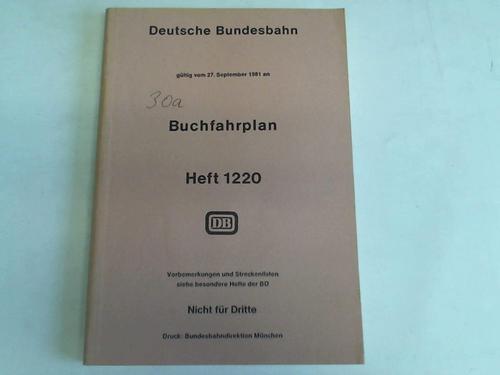 Deutsche Bundesbahn
gültig vom 27. September 1981 an
30a
Buchfahrplan
Heft 1220
DB
Vorbemerkungen und Streckenlisten
siehe besondere Hefte der BD
Nicht für Dritte
Druck: Bundesbahndirektion München